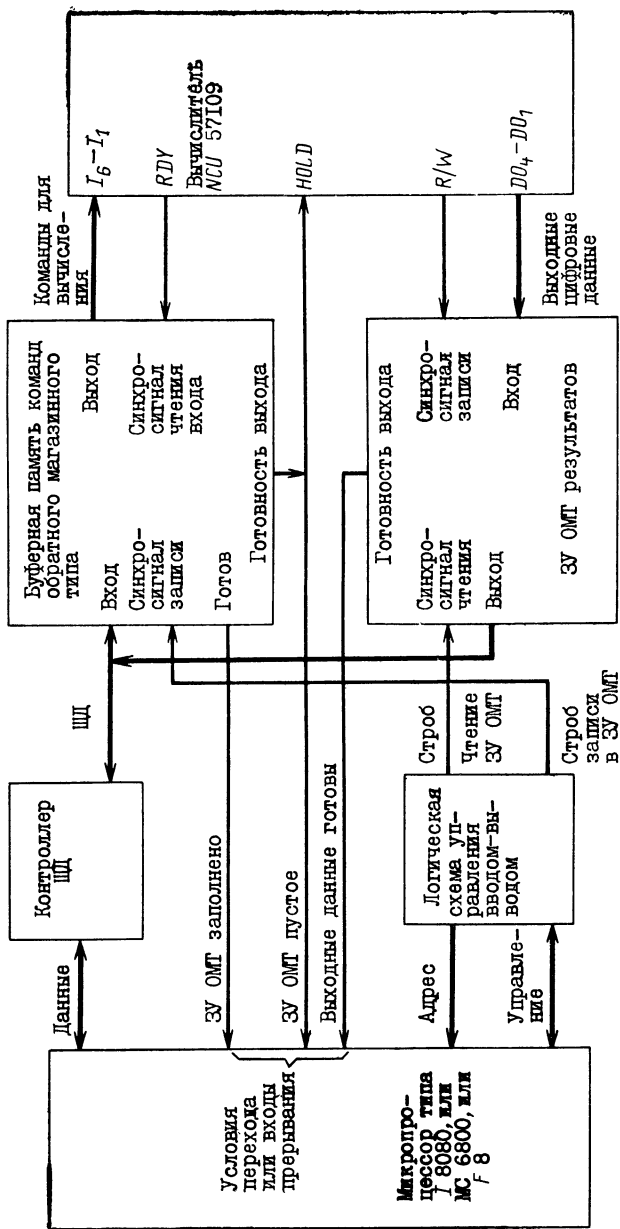 Данные
Контроллер
ШД
ШД
Буферная память команд
обратного магазинного
типа
Вход
Синхро-
сигнал
записи
Готов
Выход
Синхро-
сигнал
чтения
входа
Готовность выхода
Команды для
вычисле-
ния
I6–I1
RDY
Вычислитель
NCU 57109
HOLD
R/W
DO4–DO1
Условия
перехода
или входы
прерывания
ЗУ ОМТ заполнено
ЗУ ОМТ пустое
Выходные данные готовы
Микропро-
цессор типа
I 8080, или
МС 6800, или
F 8
Адрес
Управле-
ние
Логическая
схема уп-
равления
вводом-вы-
водом
Строб
Чтение
ЗУ ОМТ
Строб
записи
в ЗУ ОМТ
Готовность выхода
Синхро-
сигнал
чтения
Выход
Синхро-
сигнал
записи
Вход
ЗУ ОМТ результатов
Выходные
цифровые
данные